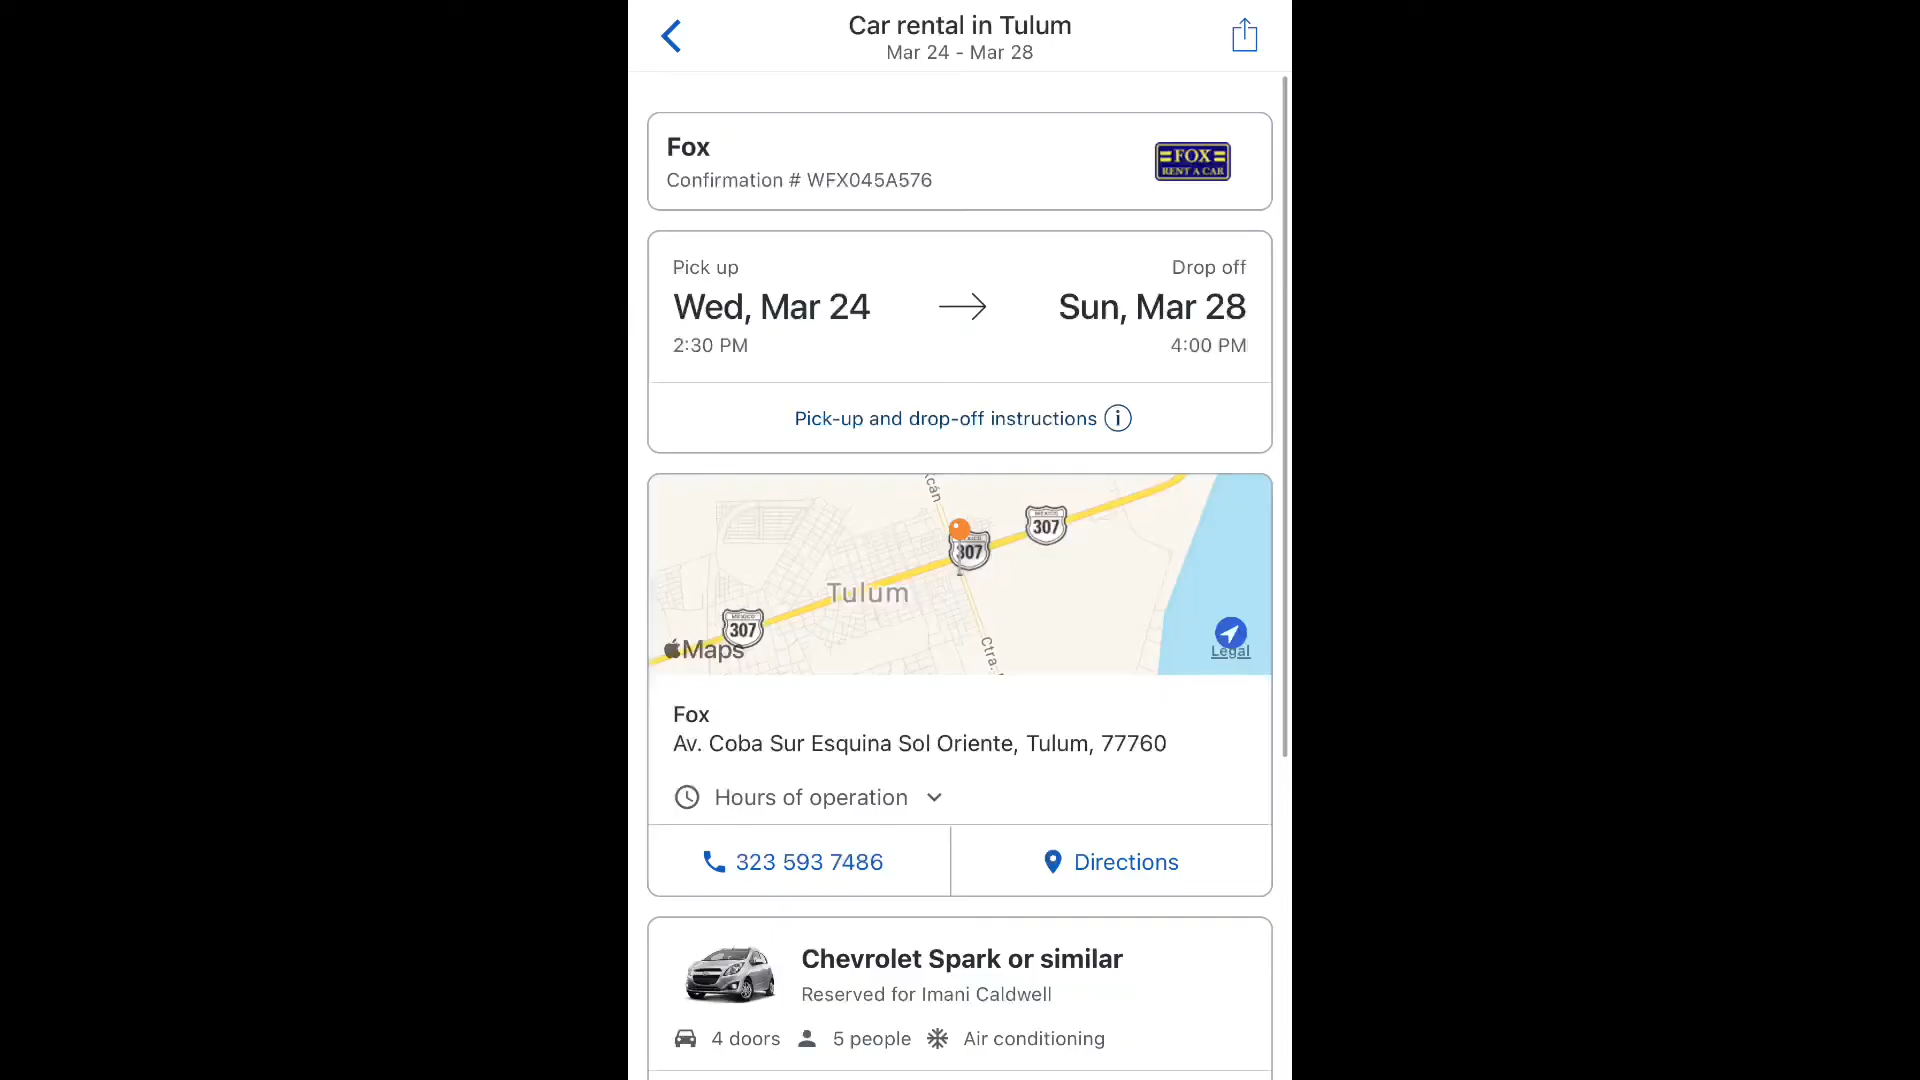 Car rental in Tulum
Mar 24 - Mar 28
Fox
Confirmation # WFX045A576
FOX
RENT A CAR
Pick up
Drop off
Wed, Mar 24
Sun, Mar 28
2:30 PM
4:00 PM
Pick-up and drop-off instructions
MEXICO
307
307
Tulum
MEXICO
307
Maps
Ctra.
Legal
Fox
Av. Coba Sur Esquina Sol Oriente, Tulum, 77760
Hours of operation
323 593 7486
Directions
Chevrolet Spark or similar
Reserved for Imani Caldwell
4 doors
5 people
Air conditioning